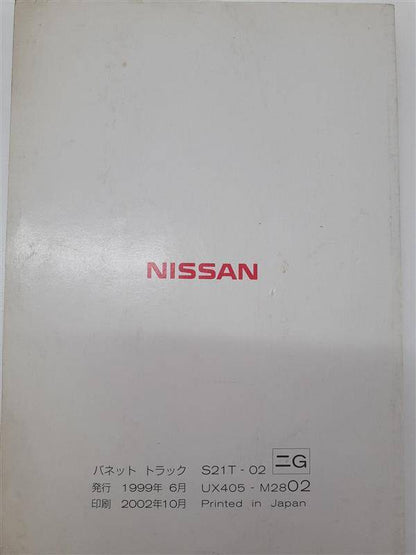 NISSAN
バネット トラック S21T - 02 ニG
発行 1999年 6月 UX405 - M2802
印刷 2002年10月 Printed in Japan